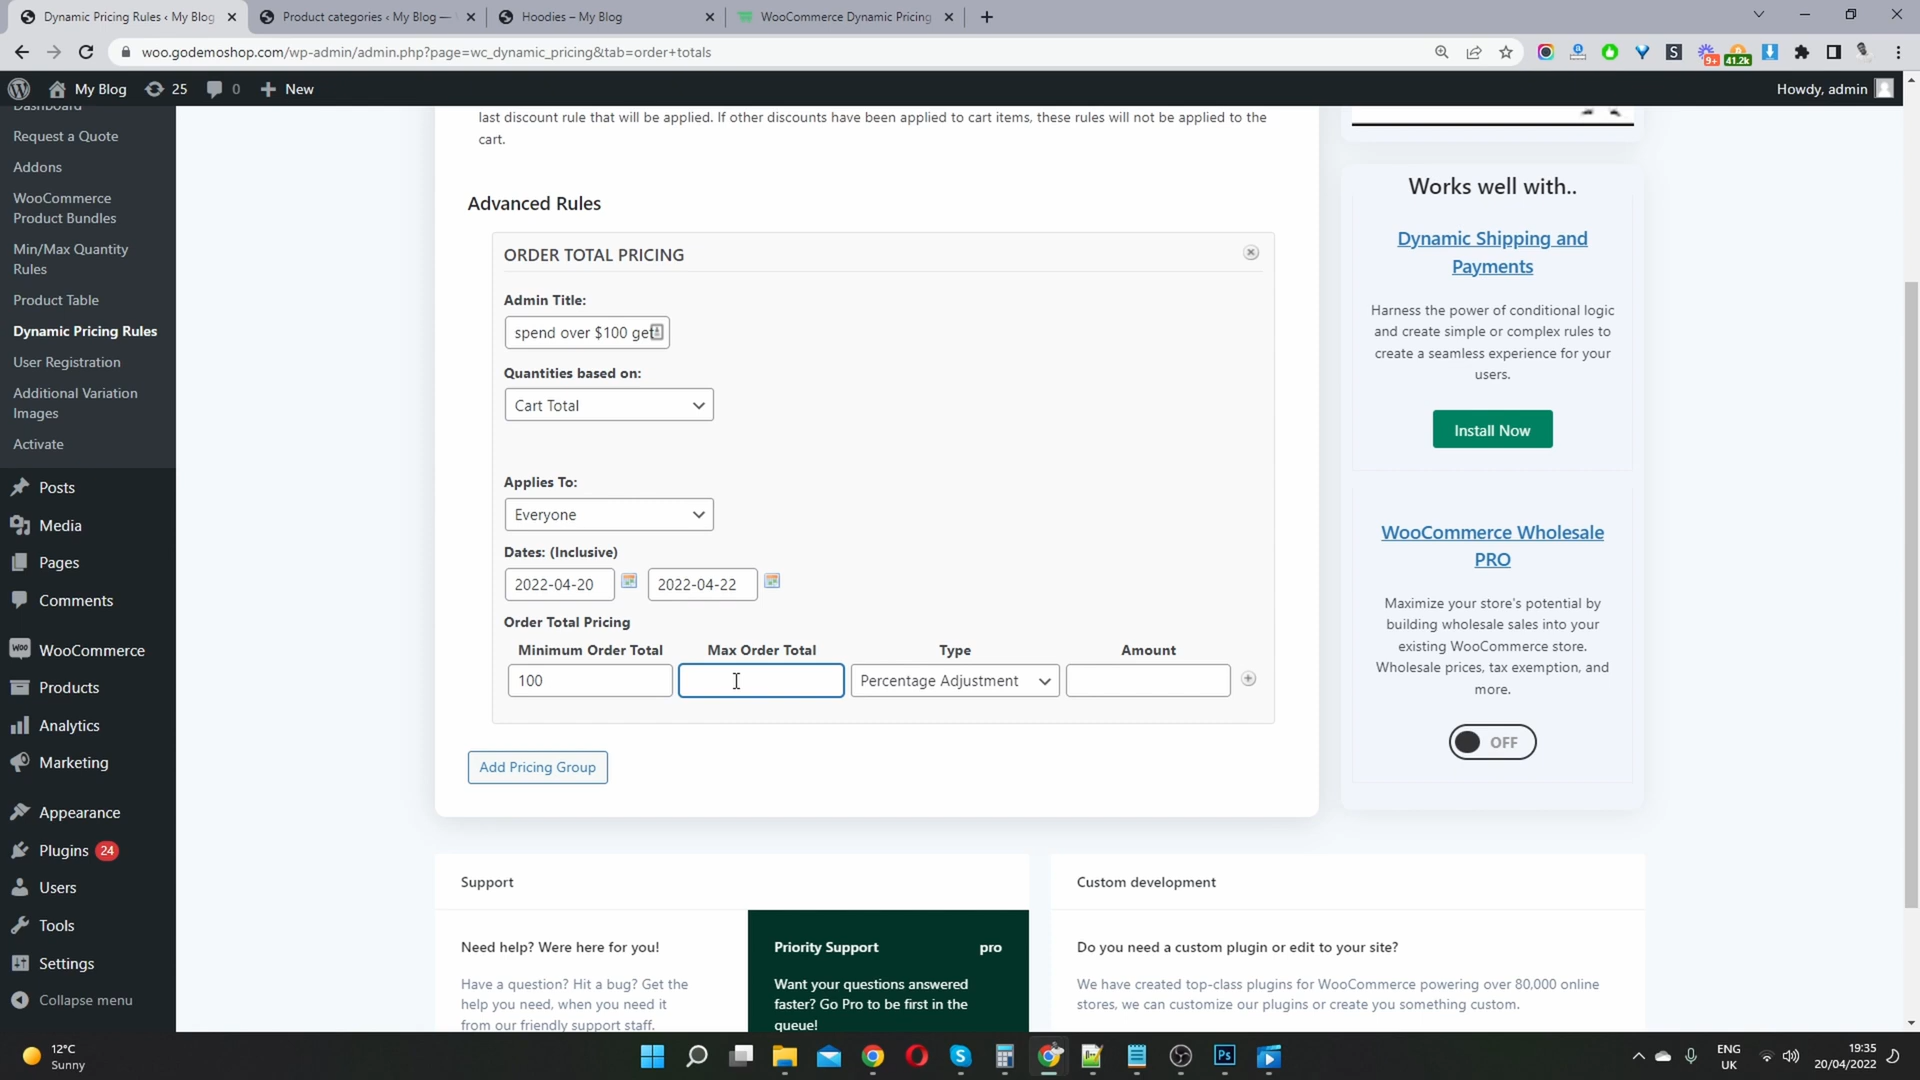 Dynamic Pricing Rules ‹ My Blog
Product categories ‹ My Blog —
Hoodies – My Blog
WooCommerce Dynamic Pricing
woo.godemoshop.com/wp-admin/admin.php?page=wc_dynamic_pricing&tab=order+totals
9+
41.2k
My Blog
25
0
New
Howdy, admin
Dashboard
Request a Quote
Addons
WooCommerce
Product Bundles
Min/Max Quantity
Rules
Product Table
Dynamic Pricing Rules
User Registration
Additional Variation
Images
Activate
Posts
Media
Pages
Comments
WooCommerce
Products
Analytics
Marketing
Appearance
Plugins 24
Users
Tools
Settings
Collapse menu
last discount rule that will be applied. If other discounts have been applied to cart items, these rules will not be applied to the
cart.
Advanced Rules
ORDER TOTAL PRICING
Admin Title:
spend over $100 get
Quantities based on:
Cart Total
Applies To:
Everyone
Dates: (Inclusive)
2022-04-20
2022-04-22
Order Total Pricing
Minimum Order Total
Max Order Total
Type
Amount
100
Percentage Adjustment
Add Pricing Group
Works well with..
Dynamic Shipping and
Payments
Harness the power of conditional logic
and create simple or complex rules to
create a seamless experience for your
users.
Install Now
WooCommerce Wholesale
PRO
Maximize your store's potential by
building wholesale sales into your
existing WooCommerce store.
Wholesale prices, tax exemption, and
more.
OFF
Support
Need help? Were here for you!
Have a question? Hit a bug? Get the
help you need, when you need it
from our friendly support staff.
Priority Support
pro
Want your questions answered
faster? Go Pro to be first in the
queue!
Custom development
Do you need a custom plugin or edit to your site?
We have created top-class plugins for WooCommerce powering over 80,000 online
stores, we can customize our plugins or create you something custom.
12°C
Sunny
ENG
UK
19:35
20/04/2022